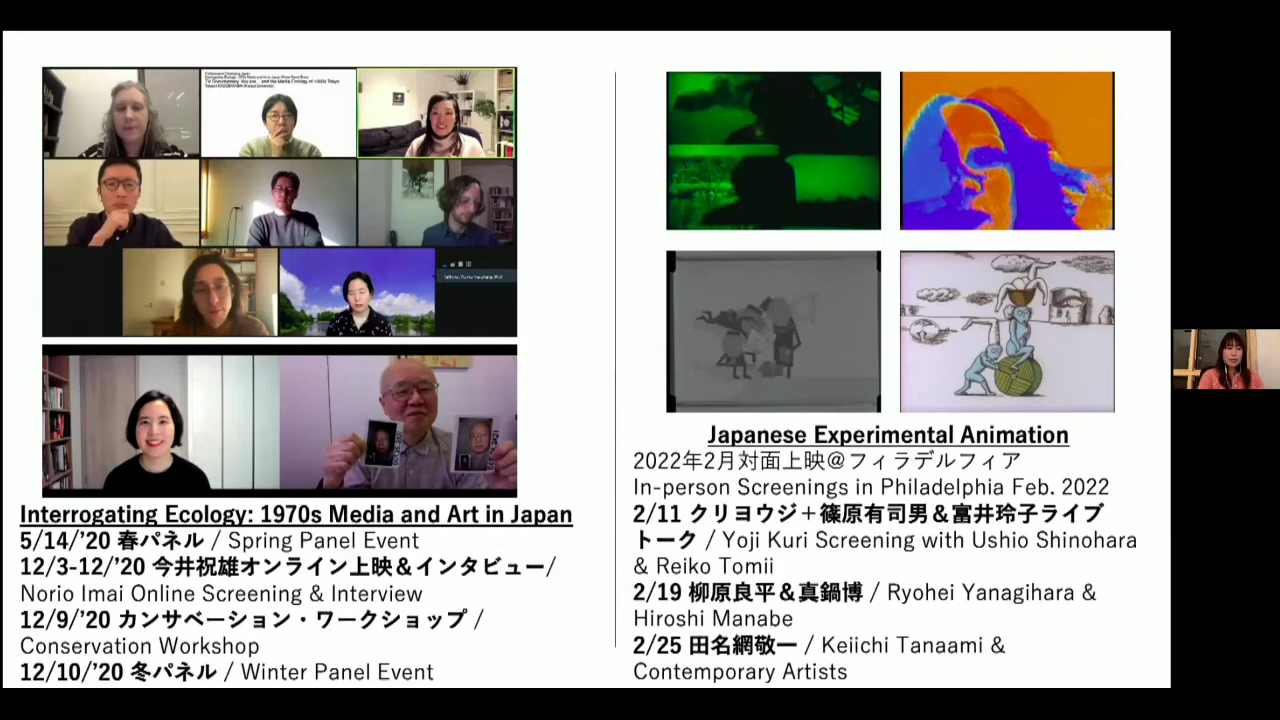 Interrogating Ecology: 1970s Media and Art in Japan
5/14/’20 春パネル / Spring Panel Event
12/3-12/’20 今井祝雄オンライン上映＆インタビュー/
Norio Imai Online Screening & Interview
12/9/’20 カンサベーション・ワークショップ /
Conservation Workshop
12/10/’20 冬パネル / Winter Panel Event
Japanese Experimental Animation
2022年2月対面上映＠フィラデルフィア
In-person Screenings in Philadelphia Feb. 2022
2/11 クリヨウジ＋篠原有司男＆富井玲子ライブ
トーク / Yoji Kuri Screening with Ushio Shinohara
& Reiko Tomii
2/19 柳原良平＆真鍋博 / Ryohei Yanagihara &
Hiroshi Manabe
2/25 田名網敬一 / Keiichi Tanaami &
Contemporary Artists